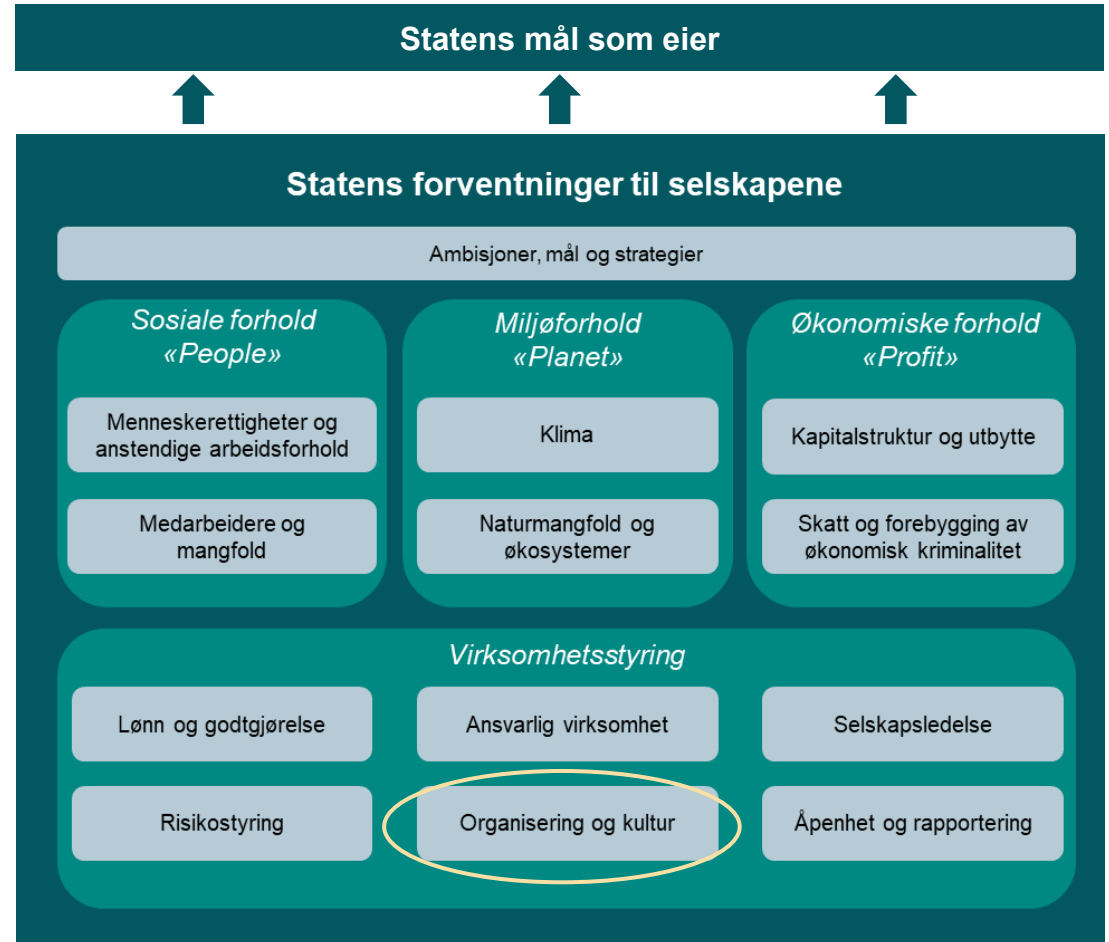 Statens mål som eier
Statens forventninger til selskapene
Ambisjoner, mål og strategier
Sosiale forhold
«People»
Menneskerettigheter og
anstendige arbeidsforhold
Medarbeidere og
mangfold
Miljøforhold
«Planet»
Klima
Naturmangfold og
økosystemer
Økonomiske forhold
«Profit»
Kapitalstruktur og utbytte
Skatt og forebygging av
økonomisk kriminalitet
Virksomhetsstyring
Lønn og godtgjørelse
Ansvarlig virksomhet
Selskapsledelse
Risikostyring
Organisering og kultur
Åpenhet og rapportering